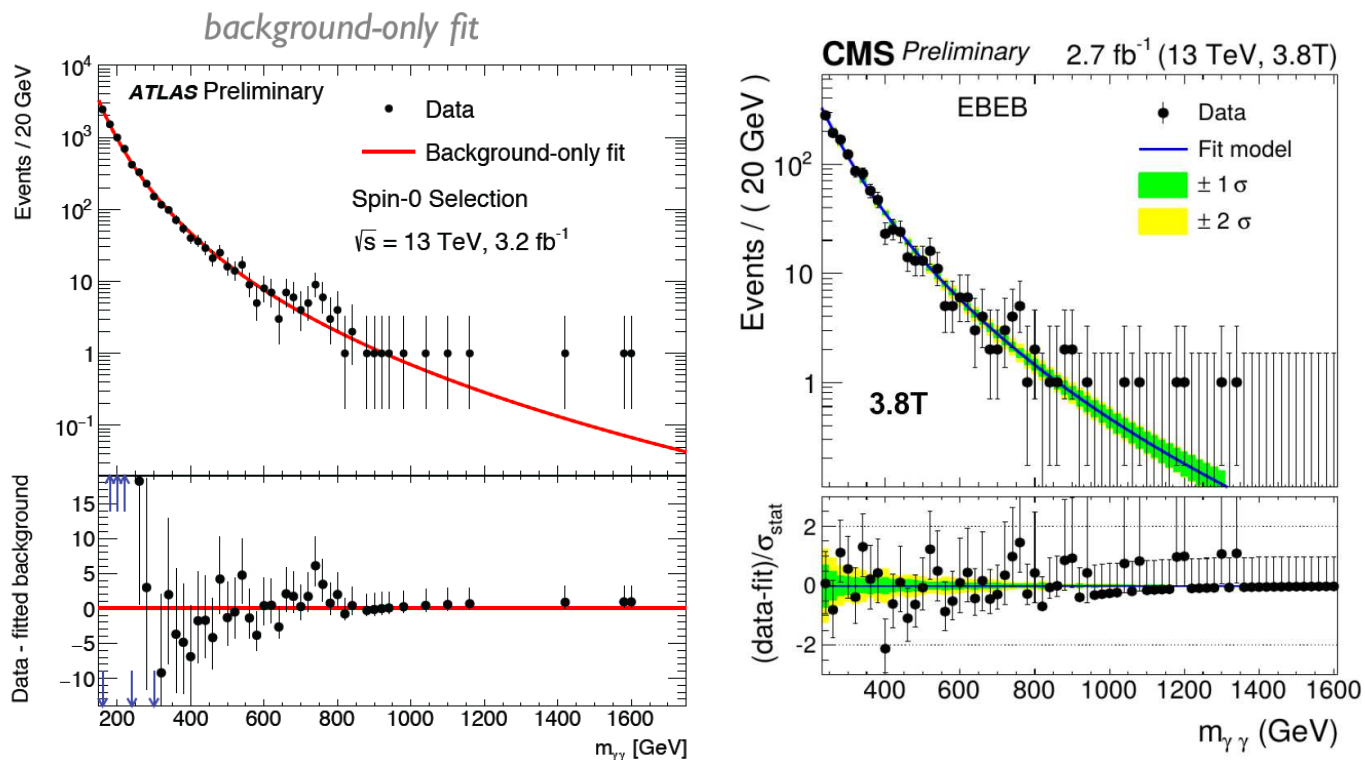 background-only fit
ATLAS Preliminary
Data
Background-only fit
Spin-0 Selection
√s = 13 TeV, 3.2 fb⁻¹
Events / 20 GeV
10⁴
10³
10²
10
1
10⁻¹
Data - fitted background
15
10
5
0
−5
−10
200 400 600 800 1000 1200 1400 1600
mγγ [GeV]
CMS Preliminary 2.7 fb⁻¹ (13 TeV, 3.8T)
EBEB
Data
Fit model
± 1 σ
± 2 σ
3.8T
Events / ( 20 GeV )
10²
10
1
(data-fit)/σstat
2
0
-2
400 600 800 1000 1200 1400 1600
mγγ (GeV)